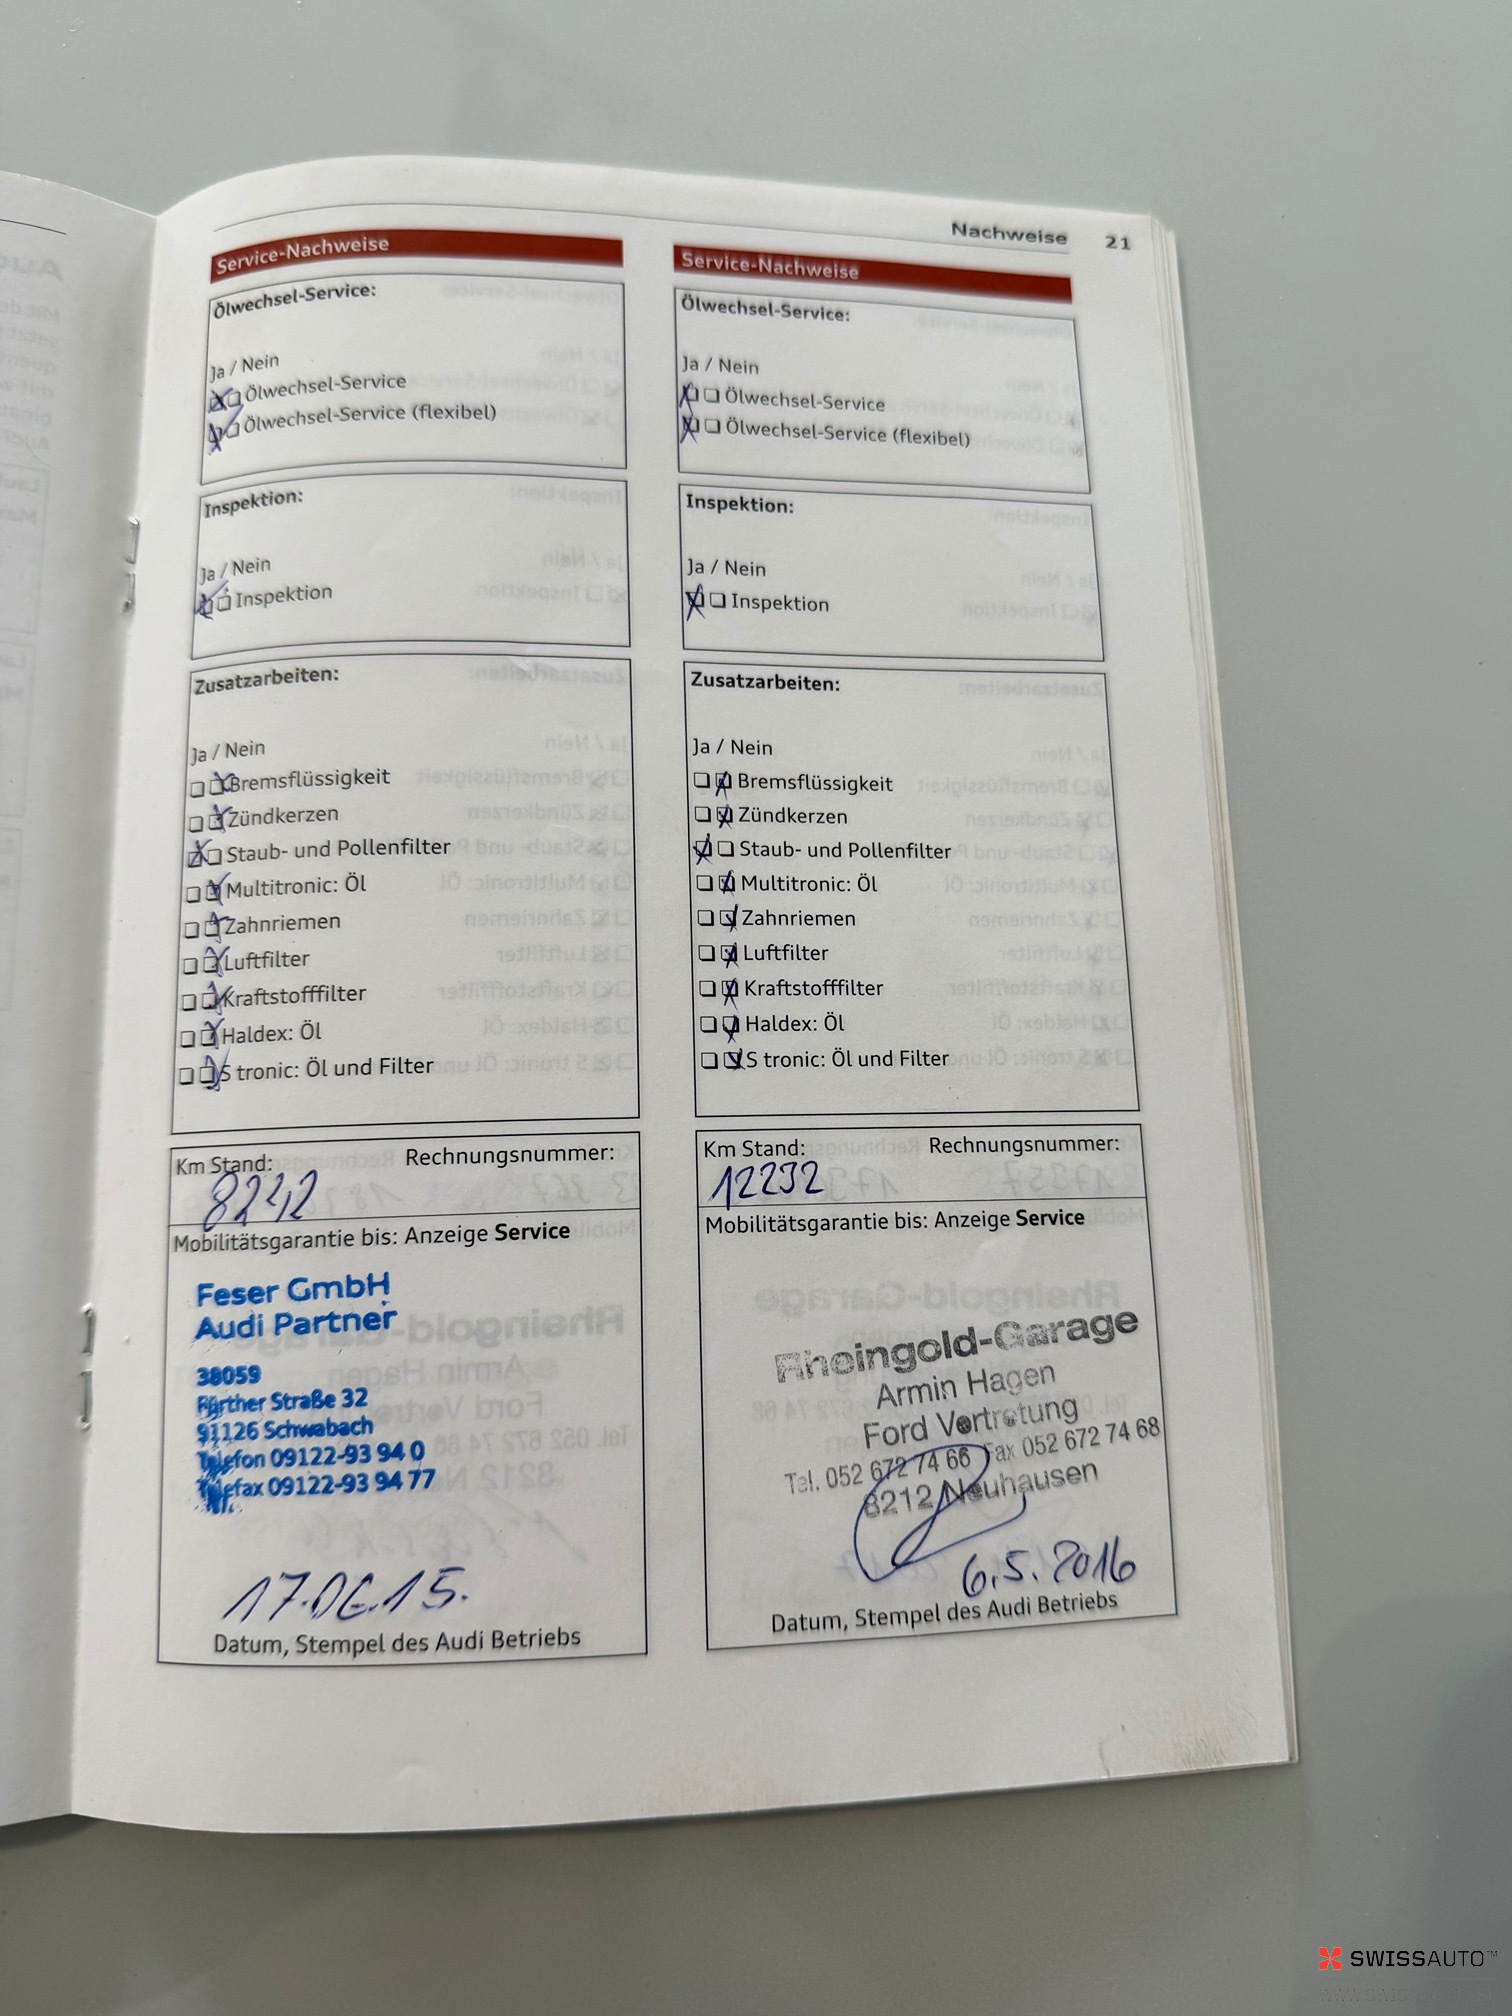 Nachweise 21
Service-Nachweise
Ölwechsel-Service:
Ja / Nein
Ölwechsel-Service
Ölwechsel-Service (flexibel)
Inspektion:
Ja / Nein
Inspektion
Zusatzarbeiten:
Ja / Nein
Bremsflüssigkeit
Zündkerzen
Staub- und Pollenfilter
Multitronic: Öl
Zahnriemen
Luftfilter
Kraftstofffilter
Haldex: Öl
S tronic: Öl und Filter
Km Stand: Rechnungsnummer:
8242
Mobilitätsgarantie bis: Anzeige Service
Feser GmbH
Audi Partner
38059
Fürther Straße 32
91126 Schwabach
Telefon 09122-93 94 0
Telefax 09122-93 94 77
17.06.15.
Datum, Stempel des Audi Betriebs
Service-Nachweise
Ölwechsel-Service:
Ja / Nein
Ölwechsel-Service
Ölwechsel-Service (flexibel)
Inspektion:
Ja / Nein
Inspektion
Zusatzarbeiten:
Ja / Nein
Bremsflüssigkeit
Zündkerzen
Staub- und Pollenfilter
Multitronic: Öl
Zahnriemen
Luftfilter
Kraftstofffilter
Haldex: Öl
S tronic: Öl und Filter
Km Stand: Rechnungsnummer:
12232
Mobilitätsgarantie bis: Anzeige Service
Rheingold-Garage
Armin Hagen
Ford Vertretung
Tel. 052 672 74 66 Fax 052 672 74 68
8212 Neuhausen
6.5.2016
Datum, Stempel des Audi Betriebs
SWISSAUTO™